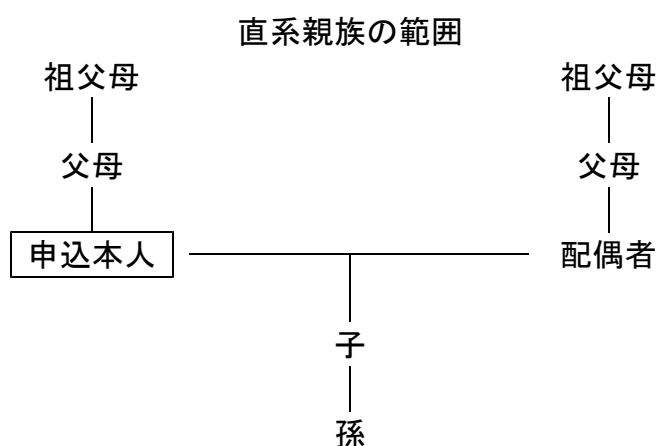 直系親族の範囲
祖父母 祖父母
父母 父母
申込本人 配偶者
子
孫